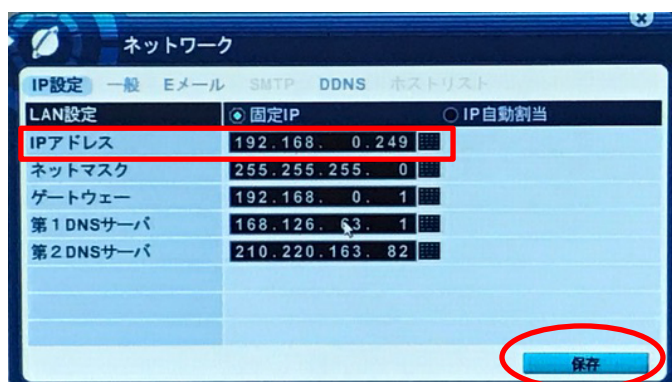 ネットワーク
IP設定 一般 Eメール SMTP DDNS ホストリスト
LAN設定 固定IP IP自動割当
IPアドレス 192.168. 0.249
ネットマスク 255.255.255. 0
ゲートウェー 192.168. 0. 1
第1DNSサーバ 168.126. 63. 1
第2DNSサーバ 210.220.163. 82
保存